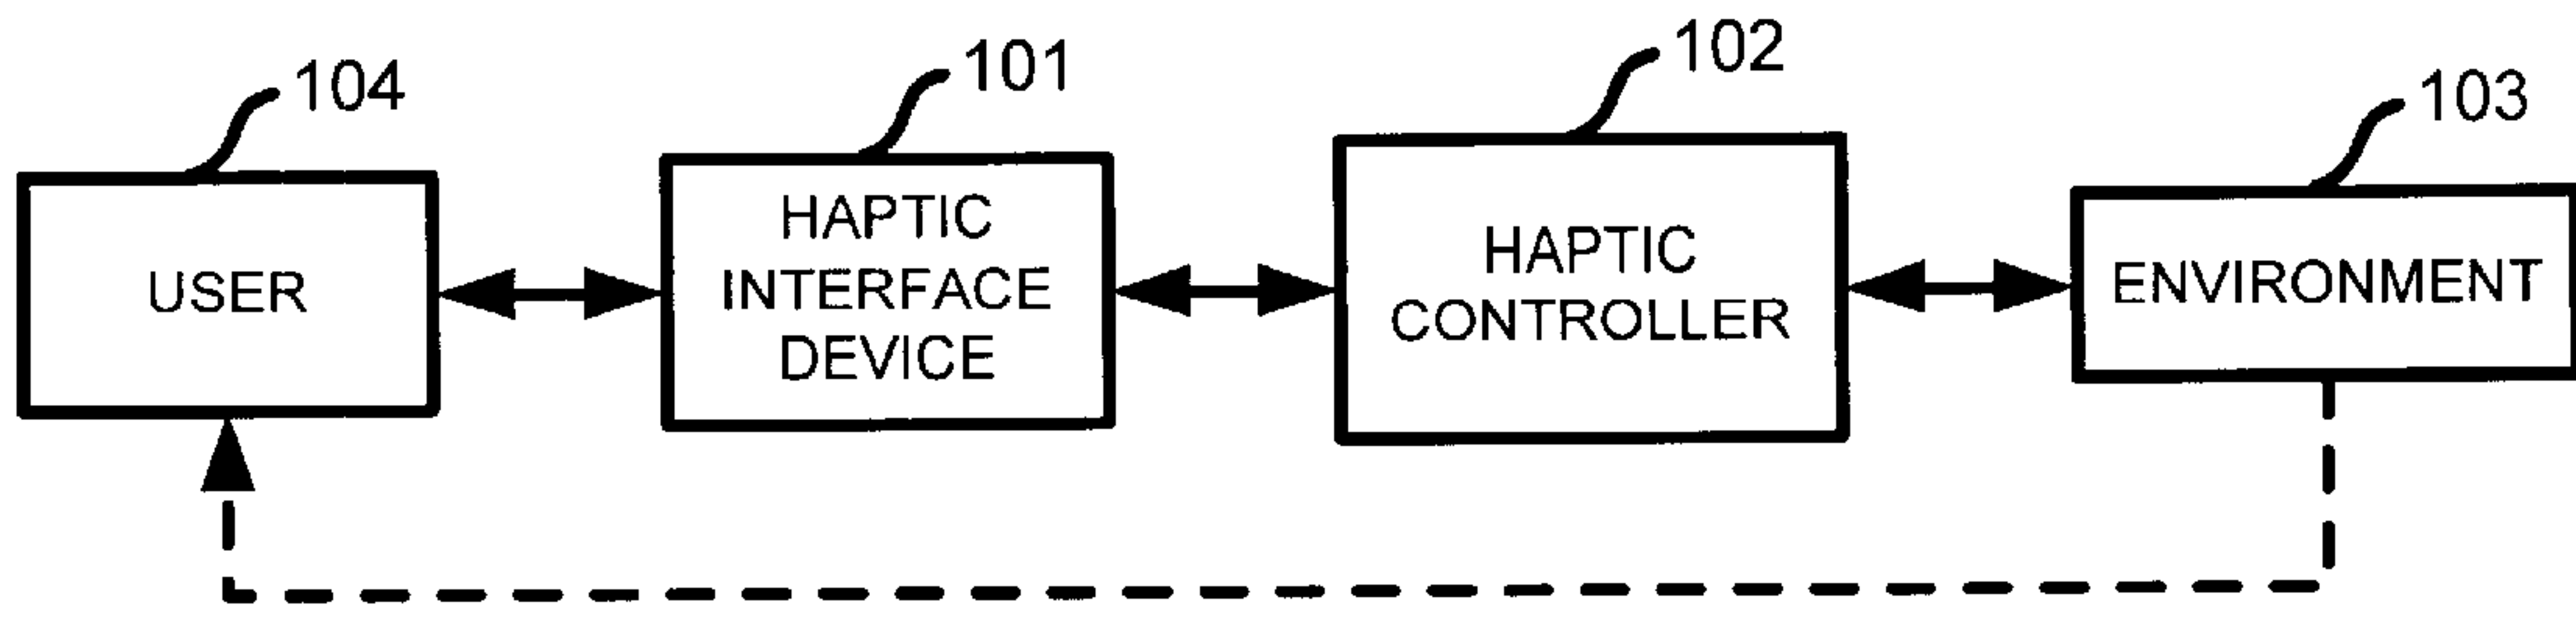 104
101
102
103
USER
HAPTIC
INTERFACE
DEVICE
HAPTIC
CONTROLLER
ENVIRONMENT